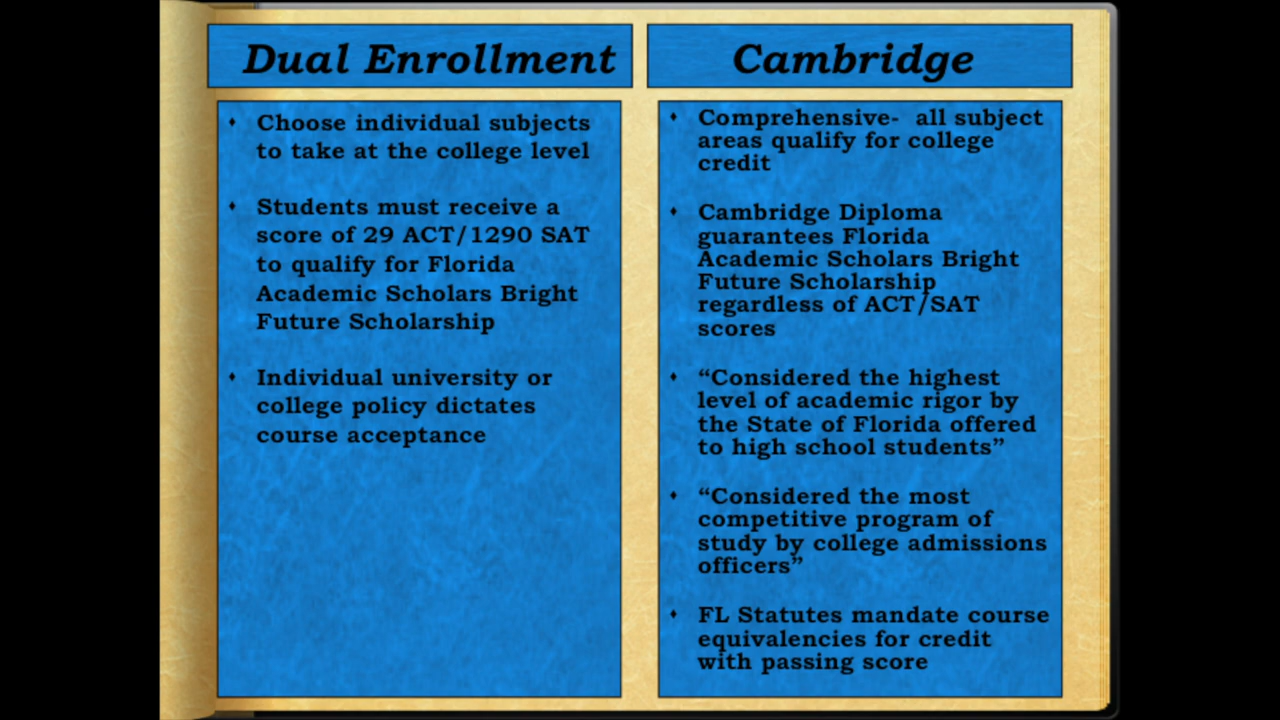 Dual Enrollment
Choose individual subjects
to take at the college level
Students must receive a
score of 29 ACT/1290 SAT
to qualify for Florida
Academic Scholars Bright
Future Scholarship
Individual university or
college policy dictates
course acceptance
Cambridge
Comprehensive- all subject
areas qualify for college
credit
Cambridge Diploma
guarantees Florida
Academic Scholars Bright
Future Scholarship
regardless of ACT/SAT
scores
“Considered the highest
level of academic rigor by
the State of Florida offered
to high school students”
“Considered the most
competitive program of
study by college admissions
officers”
FL Statutes mandate course
equivalencies for credit
with passing score